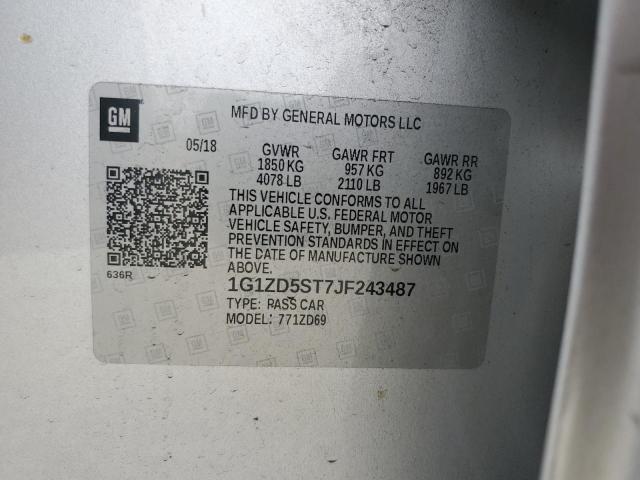 GM
MFD BY GENERAL MOTORS LLC
05/18
GVWR GAWR FRT GAWR RR
1850 KG 957 KG 892 KG
4078 LB 2110 LB 1967 LB
THIS VEHICLE CONFORMS TO ALL
APPLICABLE U.S. FEDERAL MOTOR
VEHICLE SAFETY, BUMPER, AND THEFT
PREVENTION STANDARDS IN EFFECT ON
THE DATE OF MANUFACTURE SHOWN
ABOVE.
636R
1G1ZD5ST7JF243487
TYPE: PASS CAR
MODEL: 771ZD69